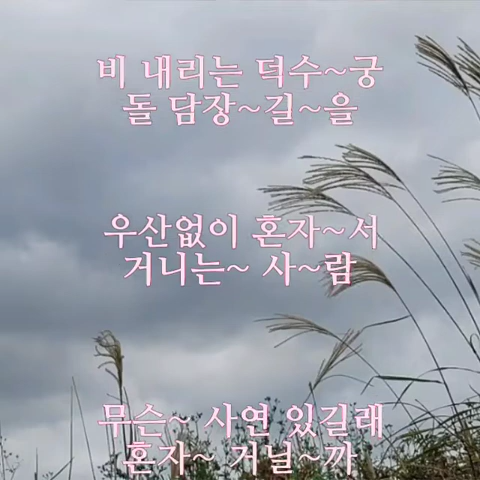 비 내리는 덕수~궁
돌 담장~길~을
우산없이 혼자~서
거니는~ 사~람
무슨~ 사연 있길래
혼자~ 거닐~까